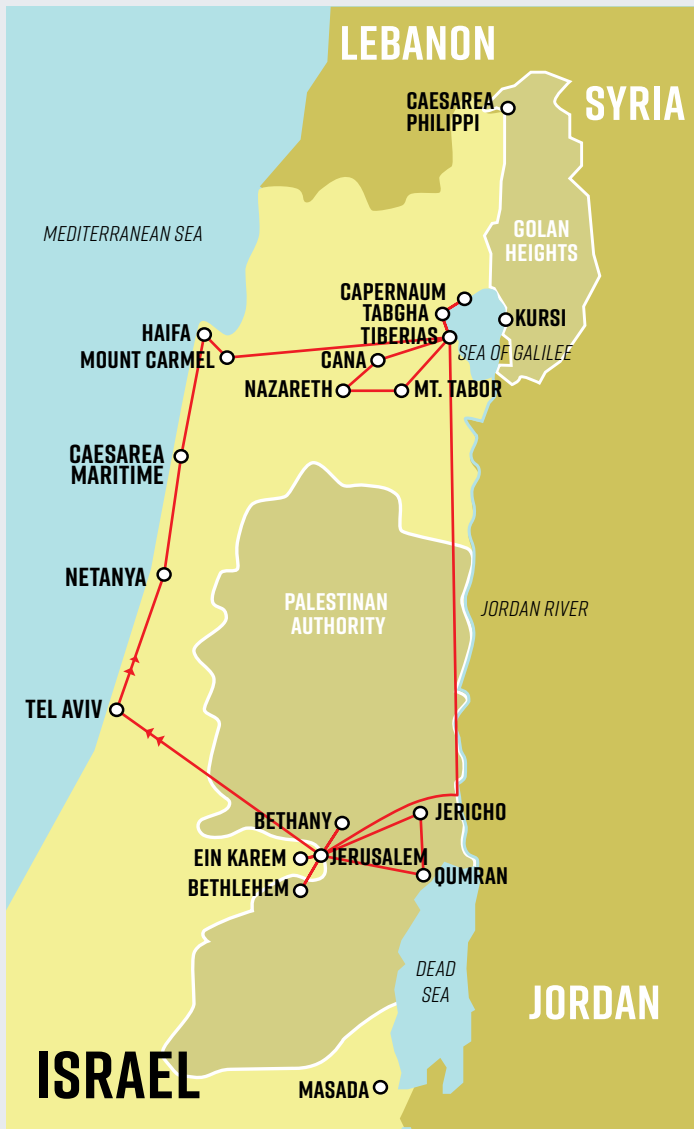 LEBANON
CAESAREA
PHILIPPI
SYRIA
MEDITERRANEAN SEA
GOLAN
HEIGHTS
CAPERNAUM
TABGHA
KURSI
HAIFA
TIBERIAS
MOUNT CARMEL
CANA
SEA OF GALILEE
NAZARETH
MT. TABOR
CAESAREA
MARITIME
NETANYA
PALESTINAN
AUTHORITY
JORDAN RIVER
TEL AVIV
BETHANY
JERICHO
EIN KAREM
JERUSALEM
BETHLEHEM
QUMRAN
DEAD
SEA
JORDAN
ISRAEL
MASADA